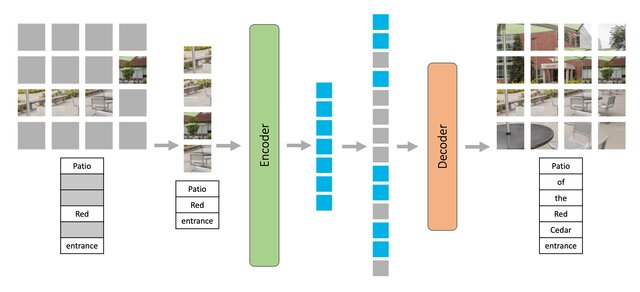 Patio
Red
entrance
Patio
Red
entrance
Encoder
Decoder
Patio
of
the
Red
Cedar
entrance